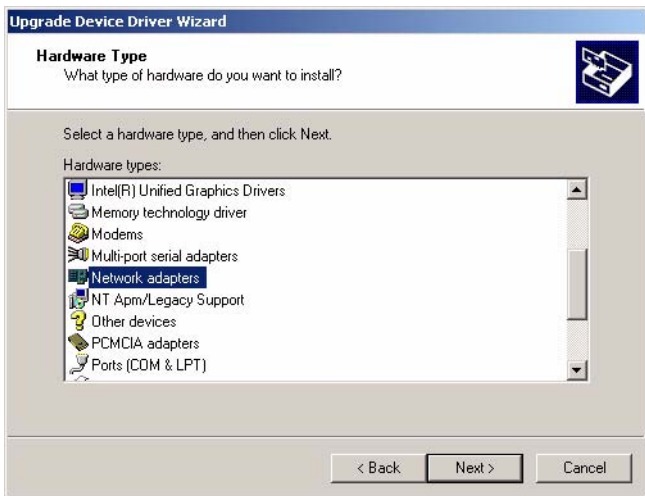 Upgrade Device Driver Wizard
Hardware Type
What type of hardware do you want to install?
Select a hardware type, and then click Next.
Hardware types:
Intel(R) Unified Graphics Drivers
Memory technology driver
Modems
Multi-port serial adapters
Network adapters
NT Apm/Legacy Support
Other devices
PCMCIA adapters
Ports (COM & LPT)
< Back Next > Cancel